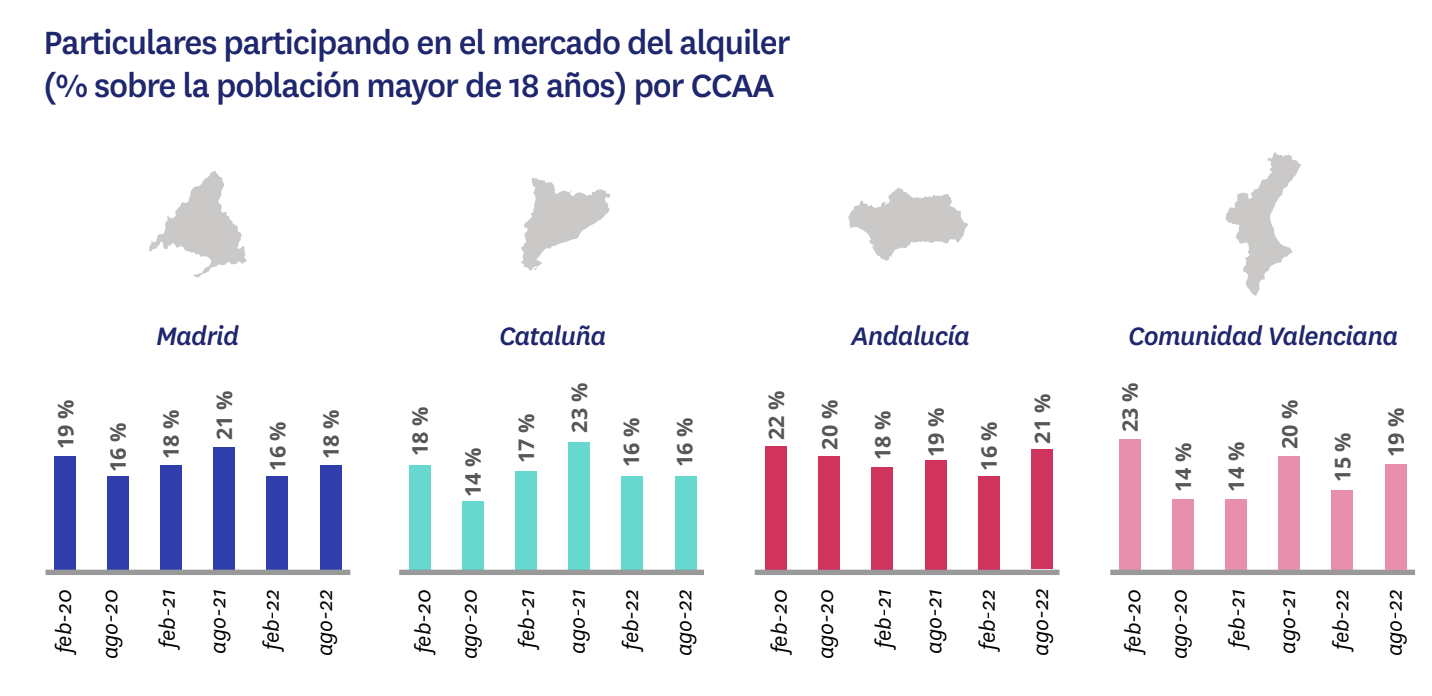 Particulares participando en el mercado del alquiler
(% sobre la población mayor de 18 años) por CCAA
Madrid
19 %
16 %
18 %
21 %
16 %
18 %
feb-20
ago-20
feb-21
ago-21
feb-22
ago-22
Cataluña
18 %
14 %
17 %
23 %
16 %
16 %
feb-20
ago-20
feb-21
ago-21
feb-22
ago-22
Andalucía
22 %
20 %
18 %
19 %
16 %
21 %
feb-20
ago-20
feb-21
ago-21
feb-22
ago-22
Comunidad Valenciana
23 %
14 %
14 %
20 %
15 %
19 %
feb-20
ago-20
feb-21
ago-21
feb-22
ago-22